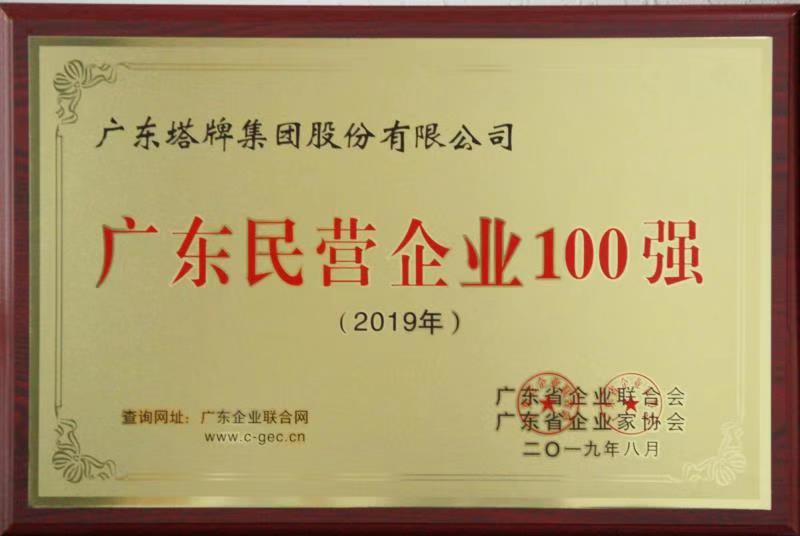 广东塔牌集团股份有限公司
广东民营企业100强
（2019年）
查询网址：广东企业联合网
www.c-gec.cn
广东省企业联合会
广东省企业家协会
二〇一九年八月